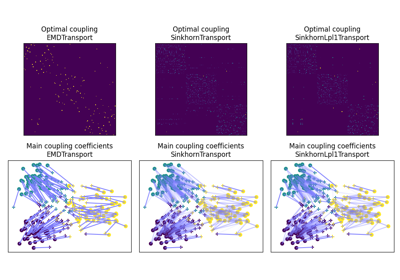 Optimal coupling
EMDTransport
Optimal coupling
SinkhornTransport
Optimal coupling
SinkhornLpl1Transport
Main coupling coefficients
EMDTransport
Main coupling coefficients
SinkhornTransport
Main coupling coefficients
SinkhornLpl1Transport